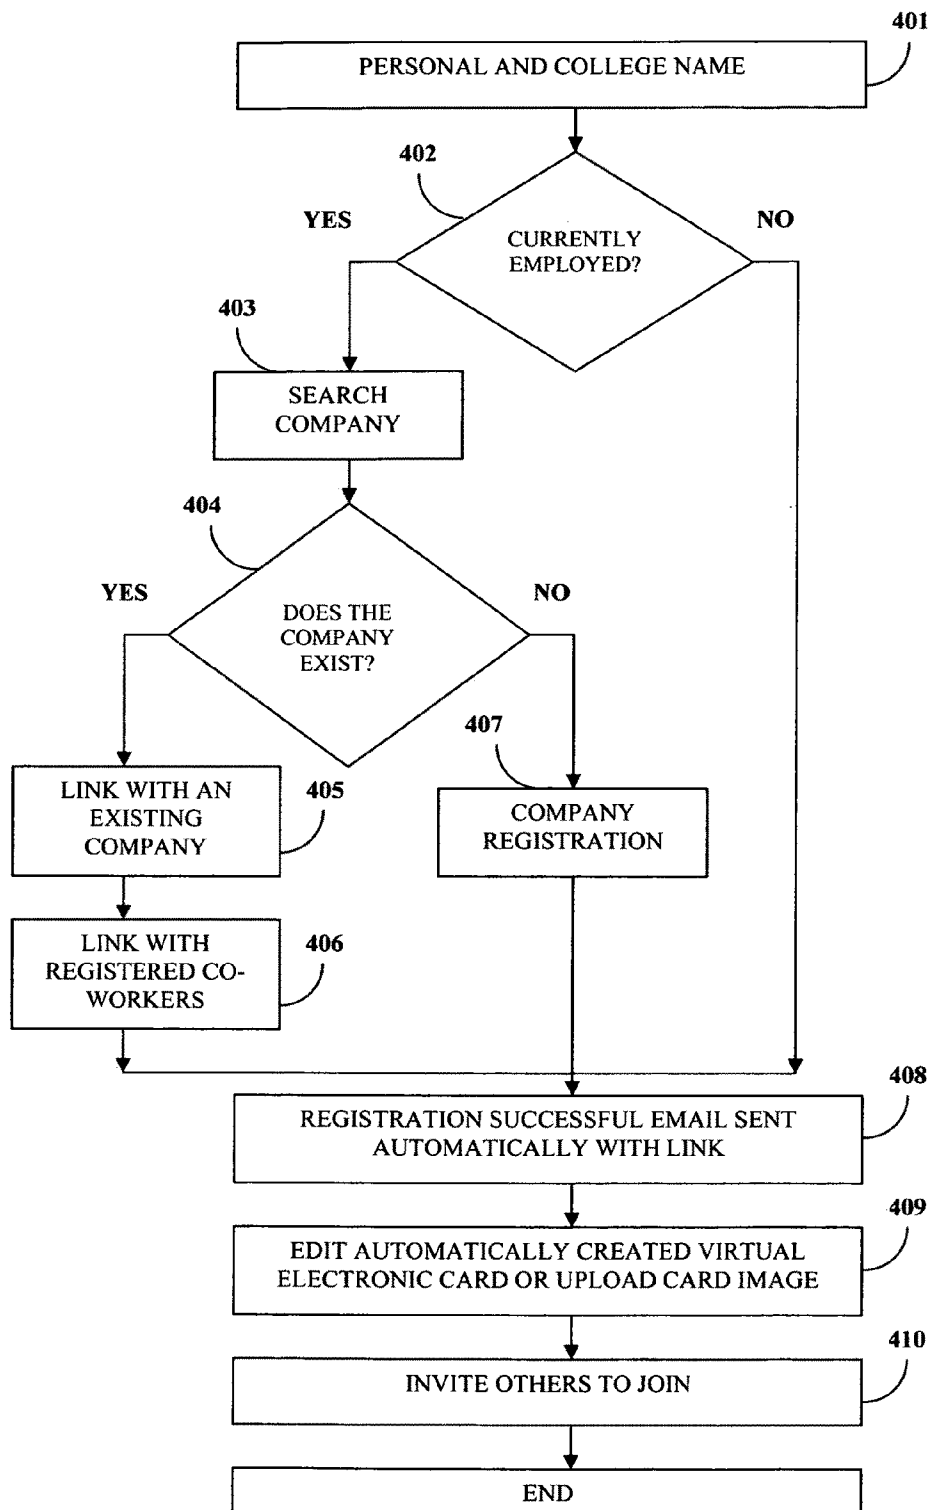 401
PERSONAL AND COLLEGE NAME
402
YES
NO
CURRENTLY
EMPLOYED?
403
SEARCH
COMPANY
404
YES
NO
DOES THE
COMPANY
EXIST?
407
LINK WITH AN
EXISTING
COMPANY
405
COMPANY
REGISTRATION
LINK WITH
REGISTERED CO-
WORKERS
406
408
REGISTRATION SUCCESSFUL EMAIL SENT
AUTOMATICALLY WITH LINK
409
EDIT AUTOMATICALLY CREATED VIRTUAL
ELECTRONIC CARD OR UPLOAD CARD IMAGE
410
INVITE OTHERS TO JOIN
END